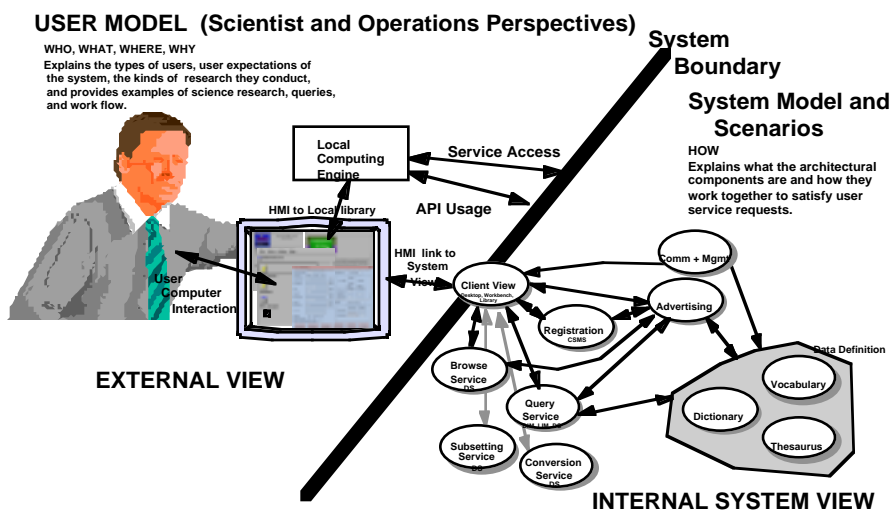 USER MODEL (Scientist and Operations Perspectives)
WHO, WHAT, WHERE, WHY
Explains the types of users, user expectations of
the system, the kinds of research they conduct,
and provides examples of science research, queries,
and work flow.
System
Boundary
System Model and
Scenarios
HOW
Explains what the architectural
components are and how they
work together to satisfy user
service requests.
Local
Computing
Engine
Service Access
API Usage
HMI to Local library
HMI link to
System
View
User
Computer
Interaction
EXTERNAL VIEW
Client View
Desktop, Workbench,
Library
Comm + Mgmt
Advertising
Registration
CSMS
Browse
Service
DS
Query
Service
Subsetting
Service
DS
Conversion
Service
DS
Data Definition
Vocabulary
Dictionary
Thesaurus
INTERNAL SYSTEM VIEW